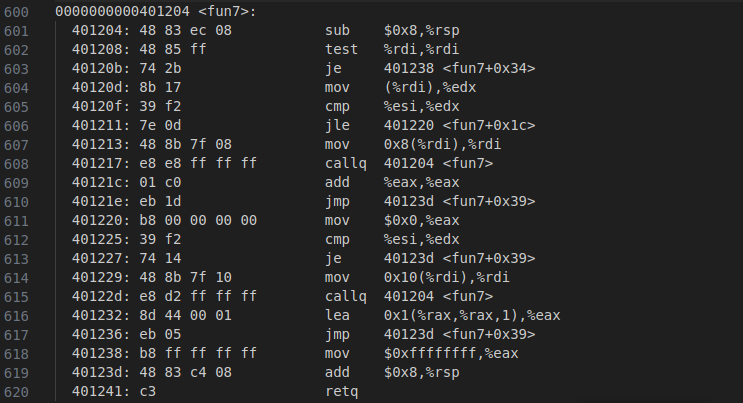 600 0000000000401204 <fun7>:
601 401204: 48 83 ec 08 sub $0x8,%rsp
602 401208: 48 85 ff test %rdi,%rdi
603 40120b: 74 2b je 401238 <fun7+0x34>
604 40120d: 8b 17 mov (%rdi),%edx
605 40120f: 39 f2 cmp %esi,%edx
606 401211: 7e 0d jle 401220 <fun7+0x1c>
607 401213: 48 8b 7f 08 mov 0x8(%rdi),%rdi
608 401217: e8 e8 ff ff ff callq 401204 <fun7>
609 40121c: 01 c0 add %eax,%eax
610 40121e: eb 1d jmp 40123d <fun7+0x39>
611 401220: b8 00 00 00 00 mov $0x0,%eax
612 401225: 39 f2 cmp %esi,%edx
613 401227: 74 14 je 40123d <fun7+0x39>
614 401229: 48 8b 7f 10 mov 0x10(%rdi),%rdi
615 40122d: e8 d2 ff ff ff callq 401204 <fun7>
616 401232: 8d 44 00 01 lea 0x1(%rax,%rax,1),%eax
617 401236: eb 05 jmp 40123d <fun7+0x39>
618 401238: b8 ff ff ff ff mov $0xffffffff,%eax
619 40123d: 48 83 c4 08 add $0x8,%rsp
620 401241: c3 retq